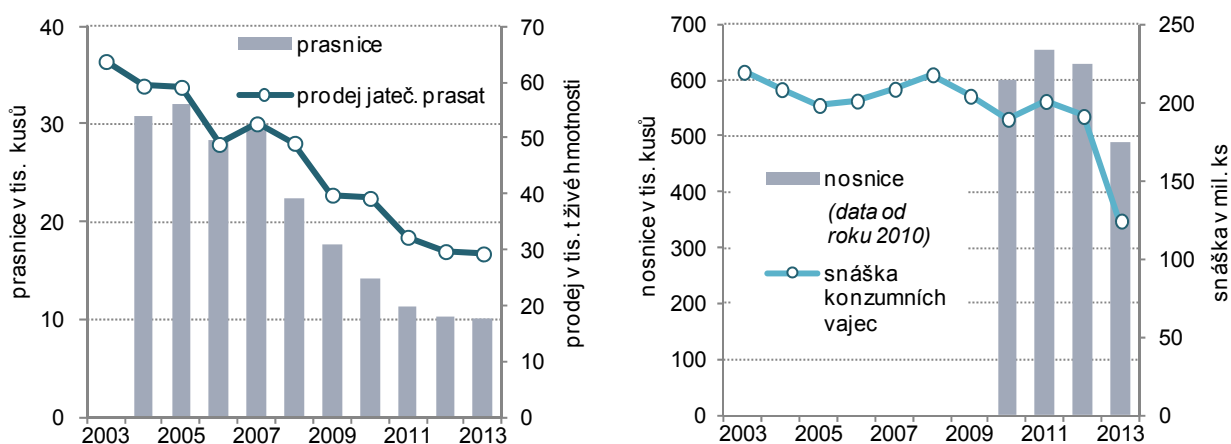 40
30
20
10
0
prasnice v tis. kusů
prasnice
prodej jateč. prasat
70
60
50
40
30
20
10
0
prodej v tis. t živé hmotnosti
2003 2005 2007 2009 2011 2013
700
600
500
400
300
200
100
0
nosnice v tis. kusů
nosnice
(data od
roku 2010)
snáška
konzumních
vajec
250
200
150
100
50
0
snáška v mil. ks
2003 2005 2007 2009 2011 2013